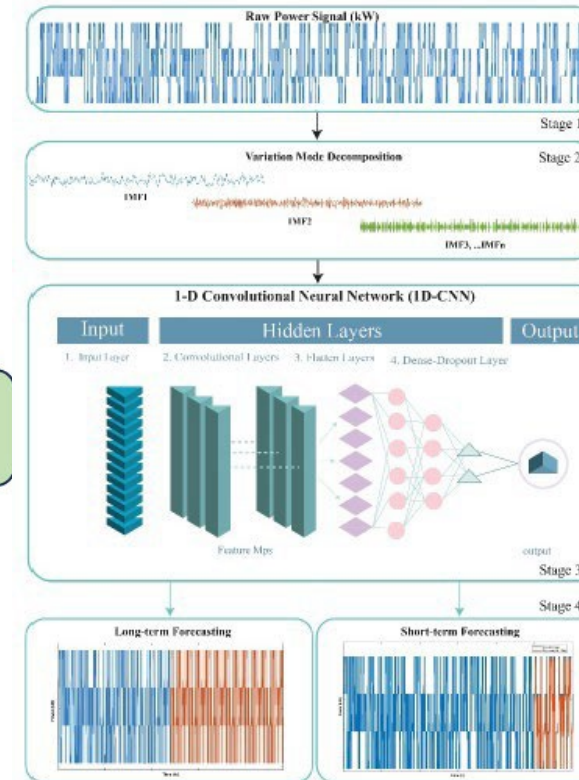 Raw Power Signal (kW)
Stage 1
Variation Mode Decomposition
Stage 2
IMF1
IMF2
IMF3, ...IMFn
1-D Convolutional Neural Network (1D-CNN)
Input
Hidden Layers
Output
1. Input Layer
2. Convolutional Layers
3. Flatten Layers
4. Dense-Dropout Layer
Feature Mps
output
Stage 3
Stage 4
Long-term Forecasting
Short-term Forecasting